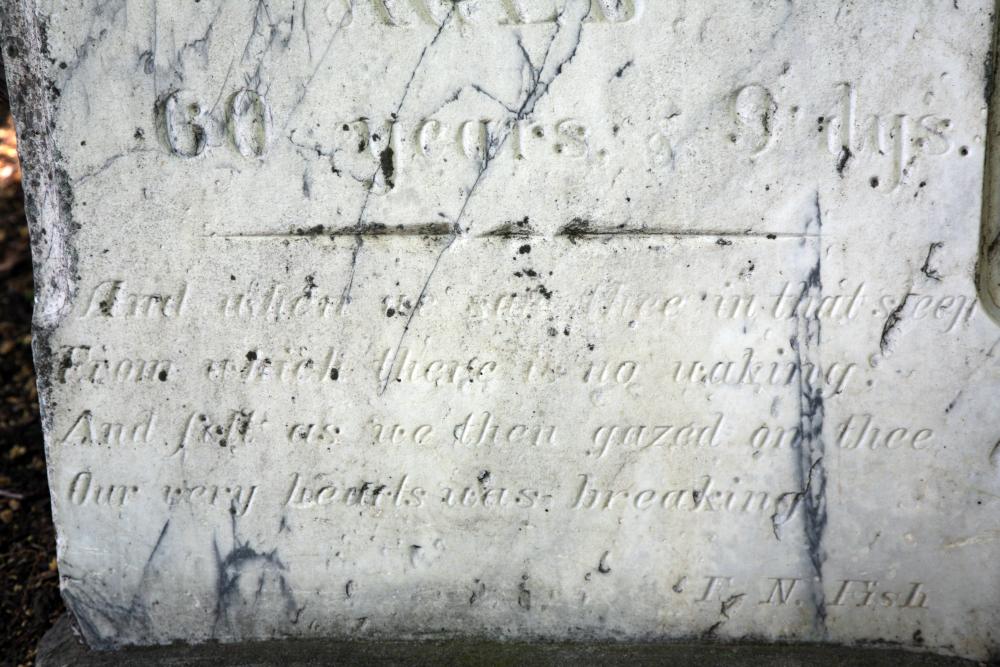 AGED
60 years, & 9 dys.
And when we saw thee in that sleep
From which there is no waking.
And felt as we then gazed on thee
Our very hearts was breaking
N. Fish